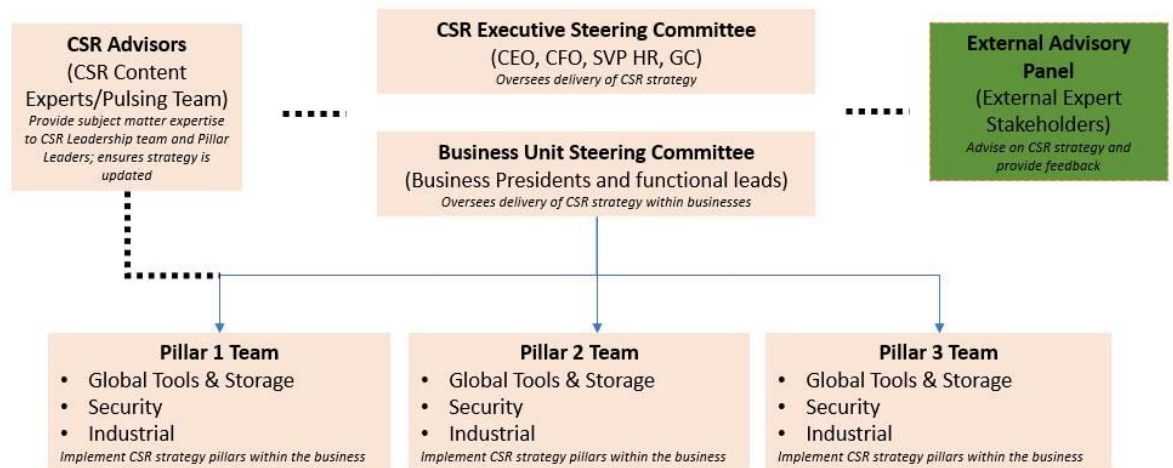 CSR Advisors
(CSR Content
Experts/Pulsing Team)
Provide subject matter expertise
to CSR Leadership team and Pillar
Leaders; ensures strategy is
updated
CSR Executive Steering Committee
(CEO, CFO, SVP HR, GC)
Oversees delivery of CSR strategy
External Advisory
Panel
(External Expert
Stakeholders)
Advise on CSR strategy and
provide feedback
Business Unit Steering Committee
(Business Presidents and functional leads)
Oversees delivery of CSR strategy within businesses
Pillar 1 Team
• Global Tools & Storage
• Security
• Industrial
Implement CSR strategy pillars within the business
Pillar 2 Team
• Global Tools & Storage
• Security
• Industrial
Implement CSR strategy pillars within the business
Pillar 3 Team
• Global Tools & Storage
• Security
• Industrial
Implement CSR strategy pillars within the business